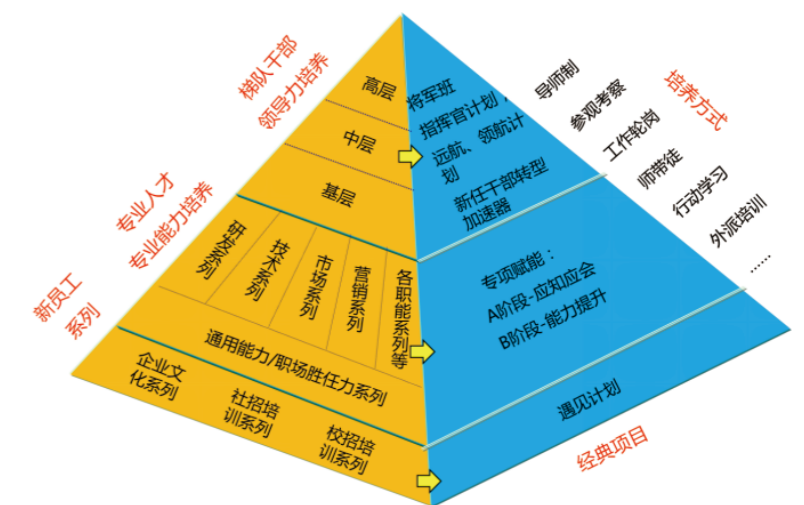 梯队干部
领导力培养
专业人才
专业能力培养
新员工
系列
高层
中层
基层
研发系列
技术系列
市场系列
营销系列
各职能系列等
通用能力/职场胜任力系列
企业文
化系列
社招培
训系列
校招培
训系列
将军班
指挥官计划，
远航、领航计
划
新任干部转型
加速器
专项赋能：
A阶段-应知应会
B阶段-能力提升
遇见计划
经典项目
培养方式
导师制
参观考察
工作轮岗
师带徒
行动学习
外派培训
……